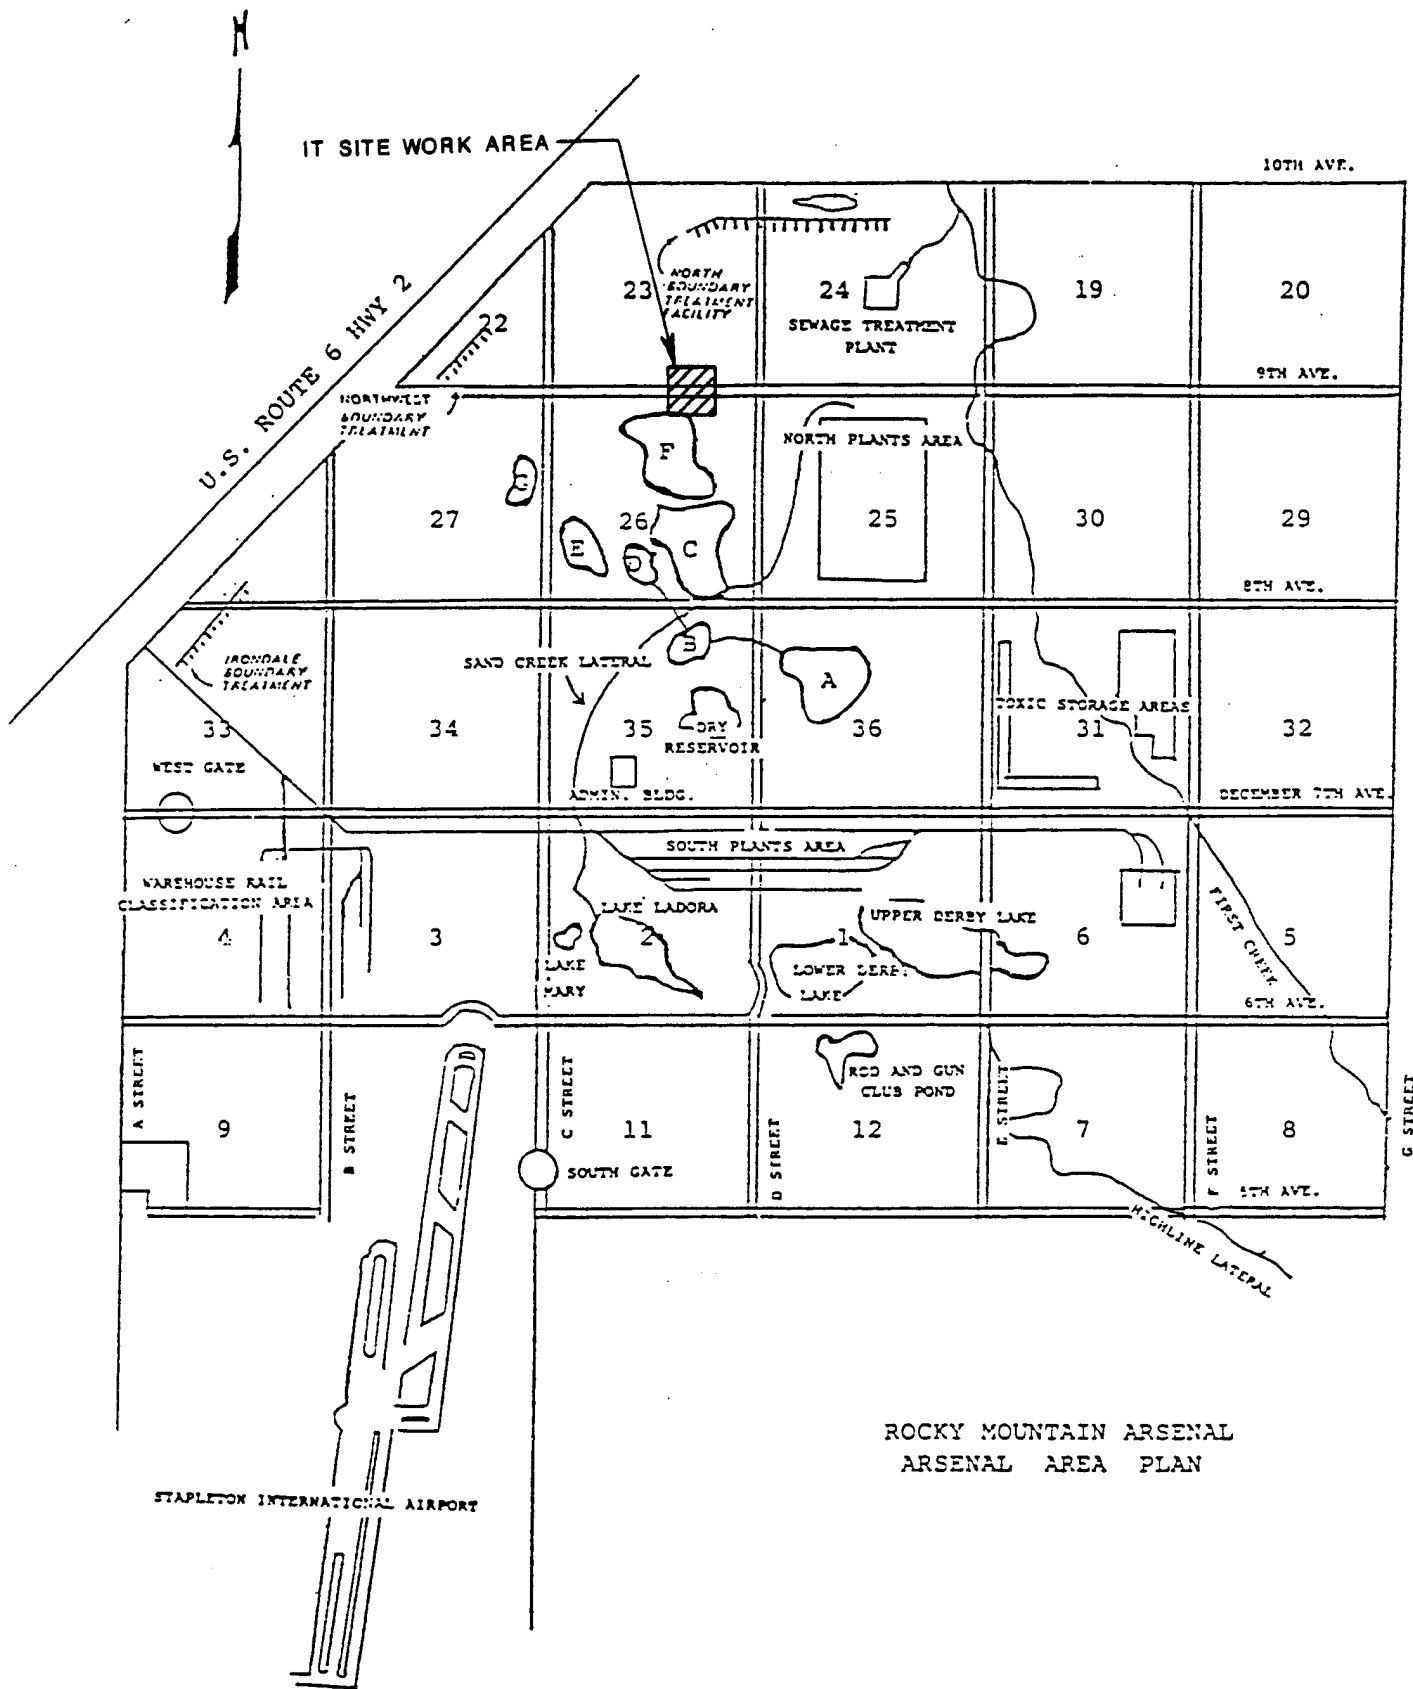 N
IT SITE WORK AREA
10TH AVE.
U.S. ROUTE 6 HWY 2
22
23
NORTH
BOUNDARY
TREATMENT
FACILITY
24
SEWAGE TREATMENT
PLANT
19
20
9TH AVE.
NORTHWEST
BOUNDARY
TREATMENT
F
NORTH PLANTS AREA
27
G
26
E
D
C
25
30
29
8TH AVE.
IRONDALE
BOUNDARY
TREATMENT
SAND CREEK LATERAL
B
A
33
34
35
DRY
RESERVOIR
36
TOXIC STORAGE AREAS
31
32
WEST GATE
ADMIN. BLDG.
DECEMBER 7TH AVE.
SOUTH PLANTS AREA
WAREHOUSE RAIL
CLASSIFICATION AREA
LAKE LADORA
UPPER DERBY LAKE
FIRST CREEK
4
3
2
1
6
5
LAKE
MARY
LOWER DERBY
LAKE
6TH AVE.
A STREET
B STREET
C STREET
D STREET
E STREET
F STREET
G STREET
ROD AND GUN
CLUB POND
9
11
12
7
8
SOUTH GATE
5TH AVE.
HIGHLINE LATERAL
ROCKY MOUNTAIN ARSENAL
ARSENAL AREA PLAN
STAPLETON INTERNATIONAL AIRPORT